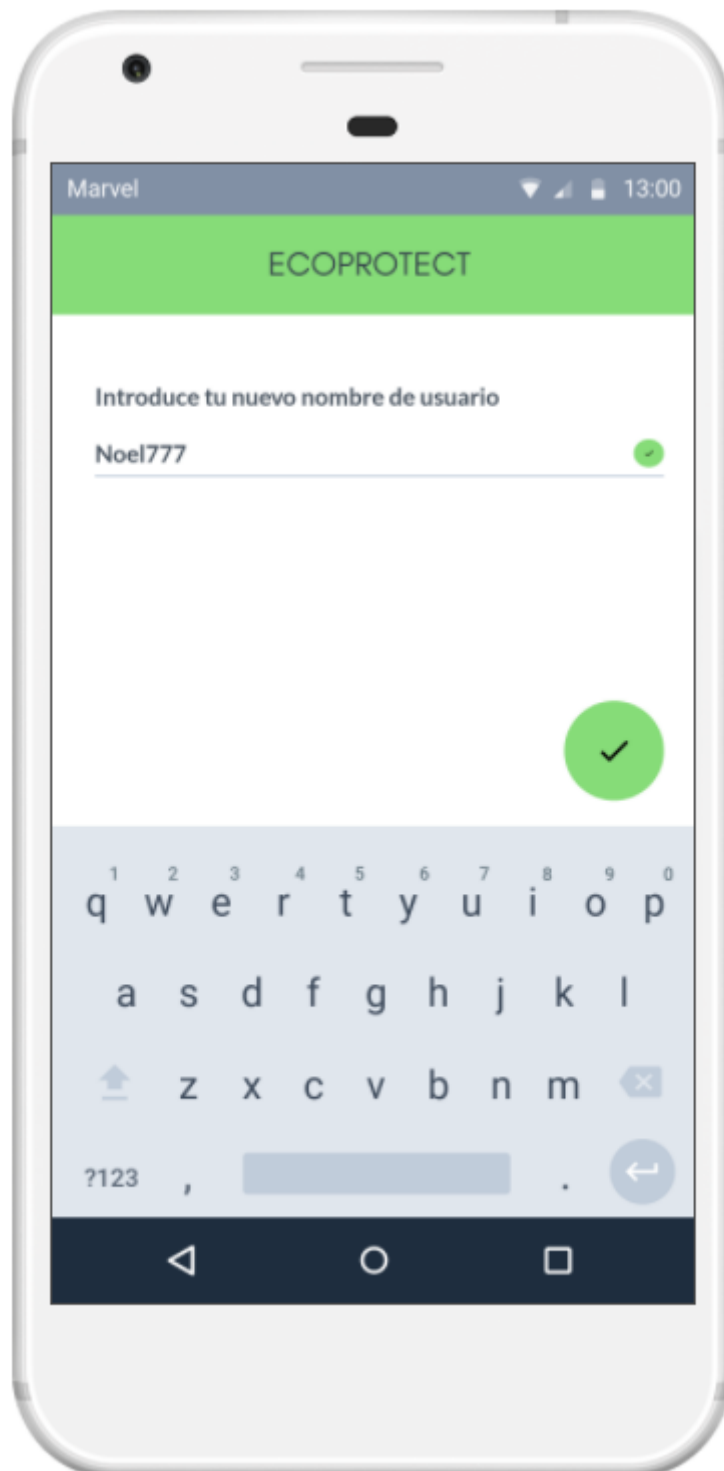 Marvel 13:00
ECOPROTECT
Introduce tu nuevo nombre de usuario
Noel777
1 2 3 4 5 6 7 8 9 0
q w e r t y u i o p
a s d f g h j k l
z x c v b n m
?123 , .